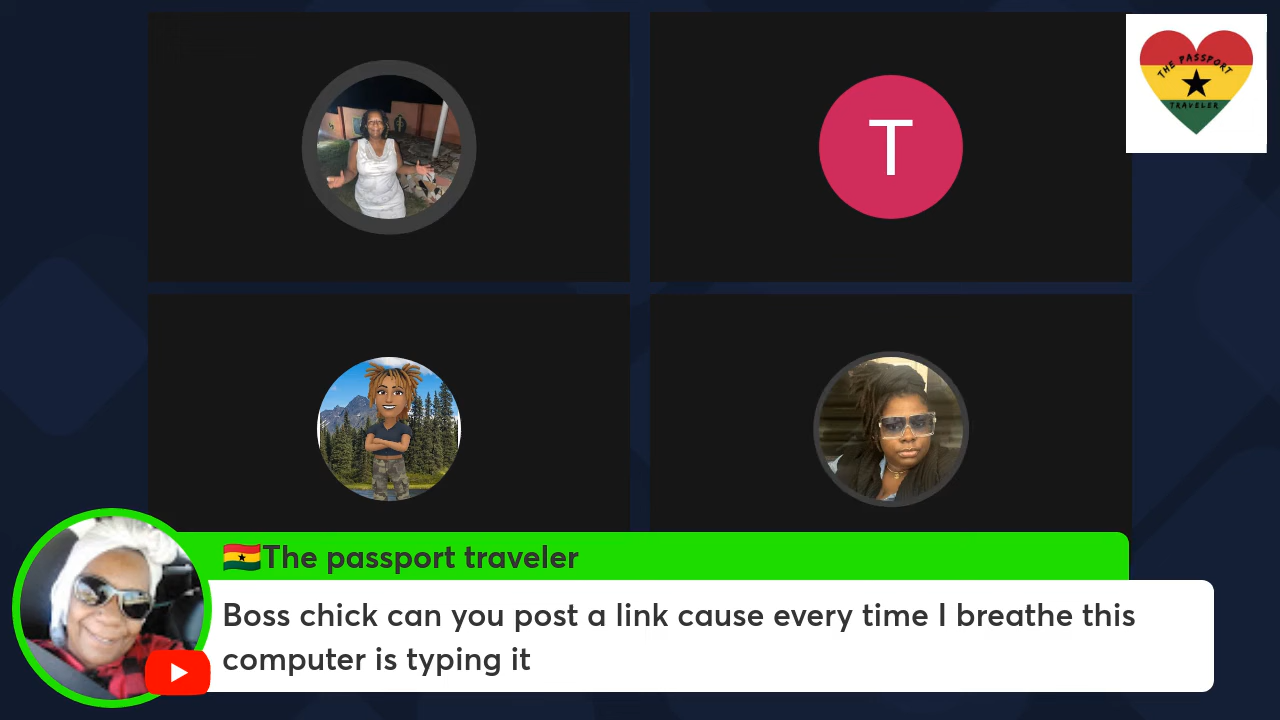 T
THE PASSPORT
TRAVELER
🇬🇭The passport traveler
Boss chick can you post a link cause every time I breathe this
computer is typing it